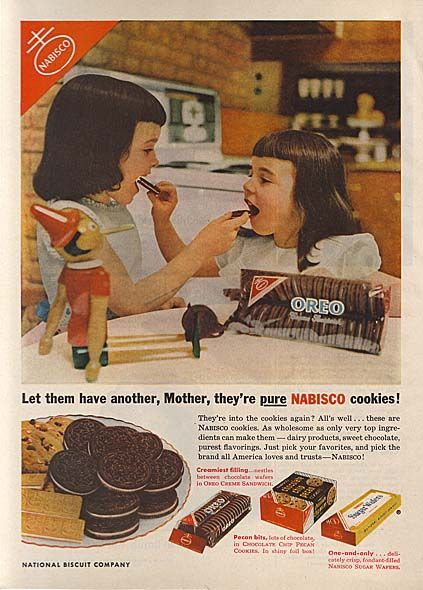 NABISCO
OREO
Creme Sandwich
Let them have another, Mother, they're pure NABISCO cookies!
They're into the cookies again? All's well . . . these are
NABISCO cookies. As wholesome as only very top ingre-
dients can make them — dairy products, sweet chocolate,
purest flavorings. Just pick your favorites, and pick the
brand all America loves and trusts—NABISCO!
Creamiest filling...nestles
between chocolate wafers
in OREO CREME SANDWICH.
OREO
Sugar Wafers
Pecan bits, lots of chocolate,
in CHOCOLATE CHIP PECAN
COOKIES. In shiny foil box!
One-and-only . . . deli-
cately crisp, fondant-filled
NABISCO SUGAR WAFERS.
NATIONAL BISCUIT COMPANY